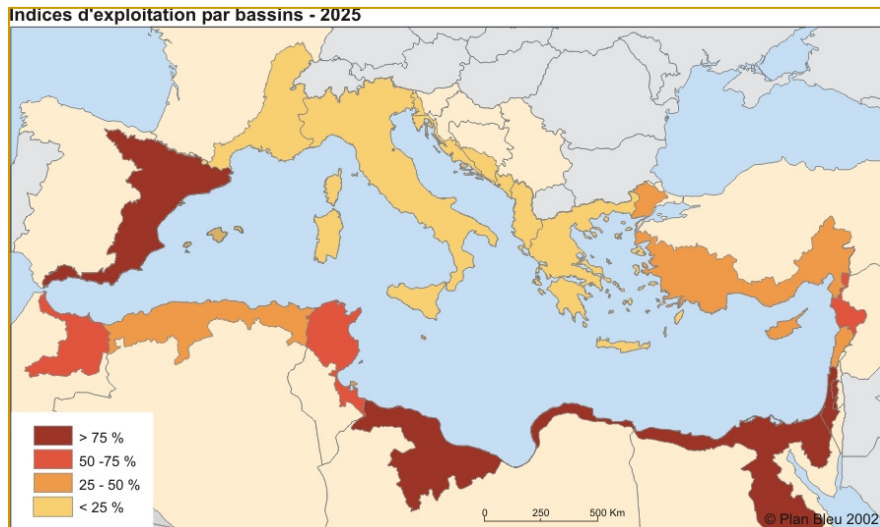 Indices d'exploitation par bassins - 2025
> 75 %
50 -75 %
25 - 50 %
< 25 %
0 250 500 Km
© Plan Bleu 2002